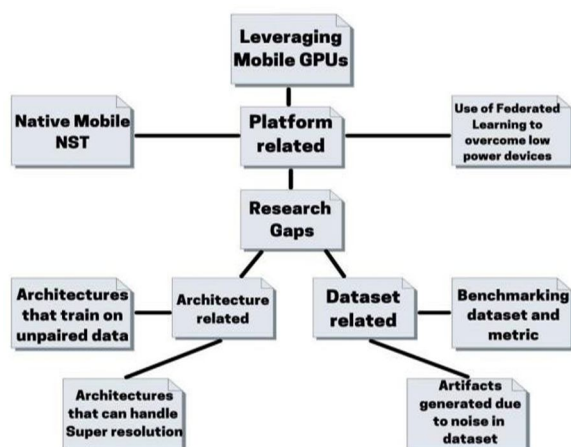 Leveraging
Mobile GPUs
Native Mobile
NST
Platform
related
Use of Federated
Learning to
overcome low
power devices
Research
Gaps
Architectures
that train on
unpaired data
Architecture
related
Dataset
related
Benchmarking
dataset and
metric
Architectures
that can handle
Super resolution
Artifacts
generated due
to noise in
dataset